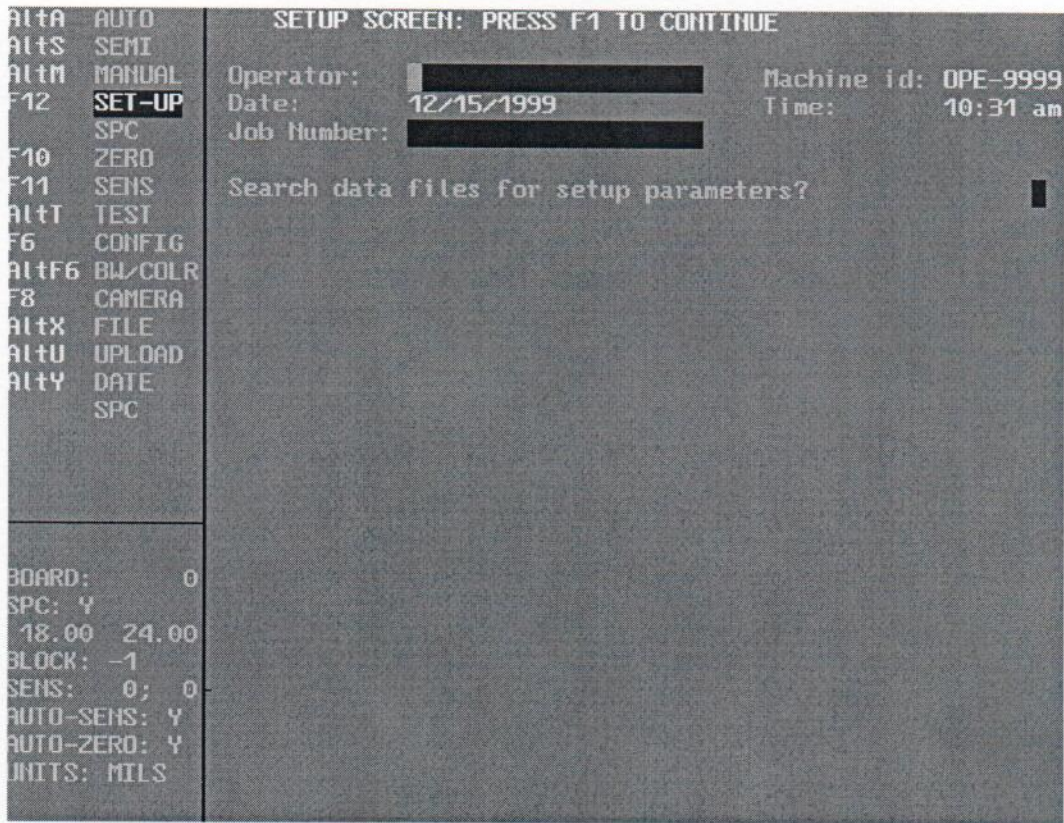 SETUP SCREEN: PRESS F1 TO CONTINUE
AltA AUTO
AltS SEMI
AltM MANUAL
F12 SET-UP
SPC
F10 ZERO
F11 SENS
AltT TEST
F6 CONFIG
AltF6 BW/COLR
F8 CAMERA
AltX FILE
AltU UPLOAD
AltY DATE
SPC
Operator:
Machine id: OPE-9999
Date: 12/15/1999
Time: 10:31 am
Job Number:
Search data files for setup parameters?
BOARD: 0
SPC: Y
18.00 24.00
BLOCK: -1
SENS: 0; 0
AUTO-SENS: Y
AUTO-ZERO: Y
UNITS: MILS